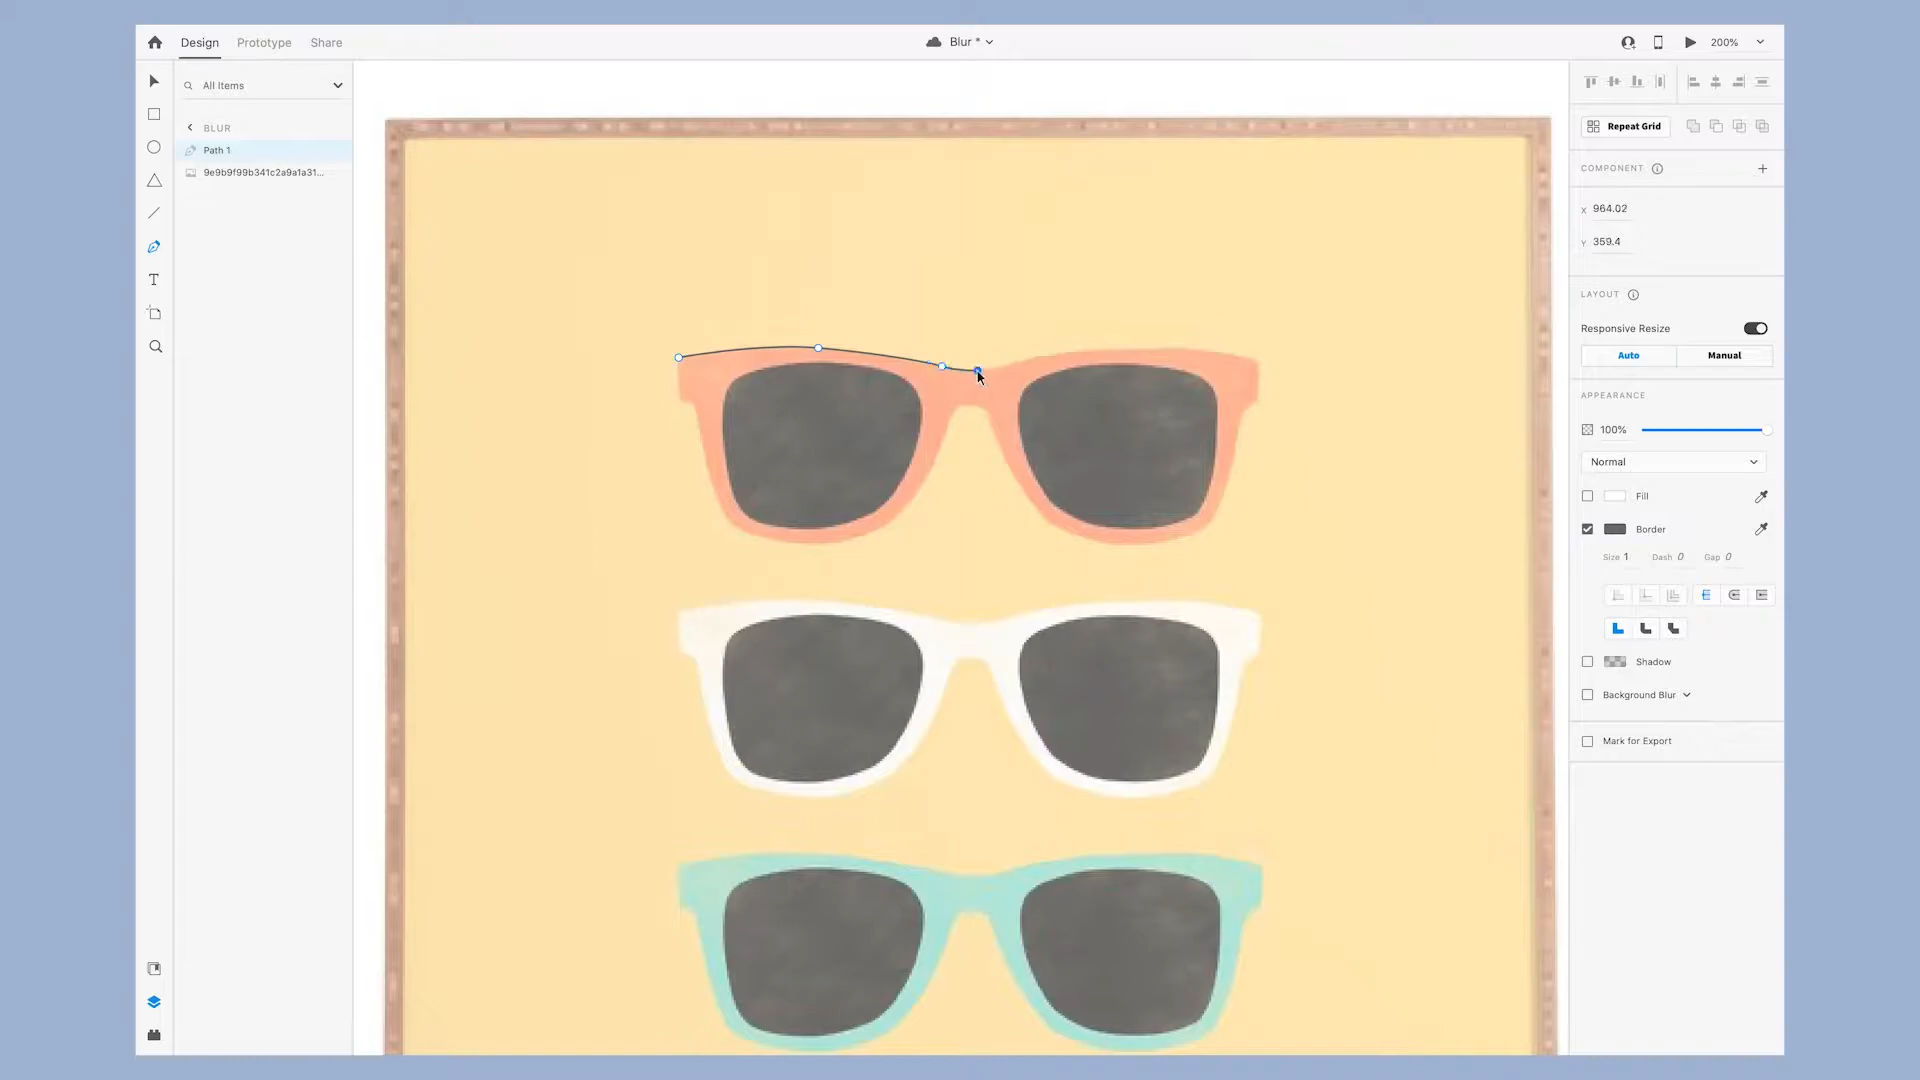 Design Prototype Share
Blur *
200%
All Items
BLUR
Path 1
9e9b9f99b341c2a9a1a31...
Repeat Grid
COMPONENT
X 964.02
Y 359.4
LAYOUT
Responsive Resize
Auto Manual
APPEARANCE
100%
Normal
Fill
Border
Size 1 Dash 0 Gap 0
Shadow
Background Blur
Mark for Export
T